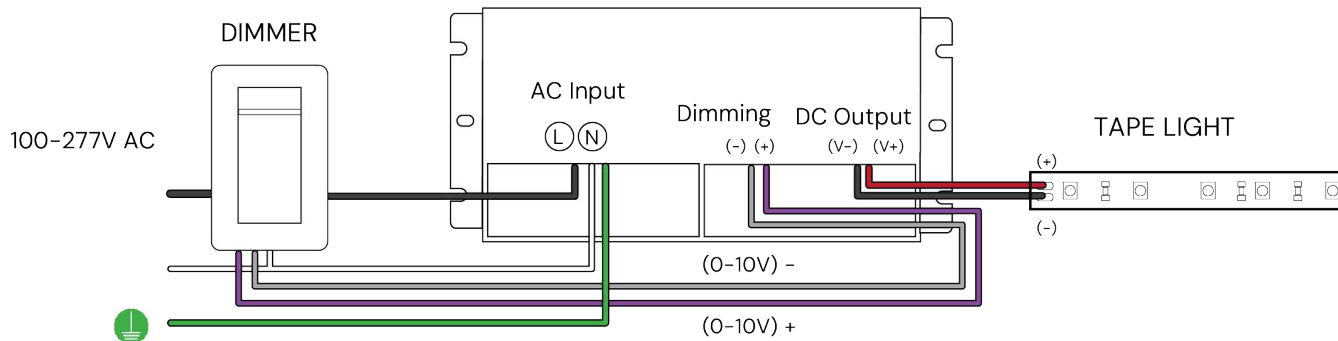 DIMMER
100-277V AC
AC Input
L N
Dimming
(-) (+)
DC Output
(V-) (V+)
TAPE LIGHT
(+)
(-)
(0-10V) -
(0-10V) +